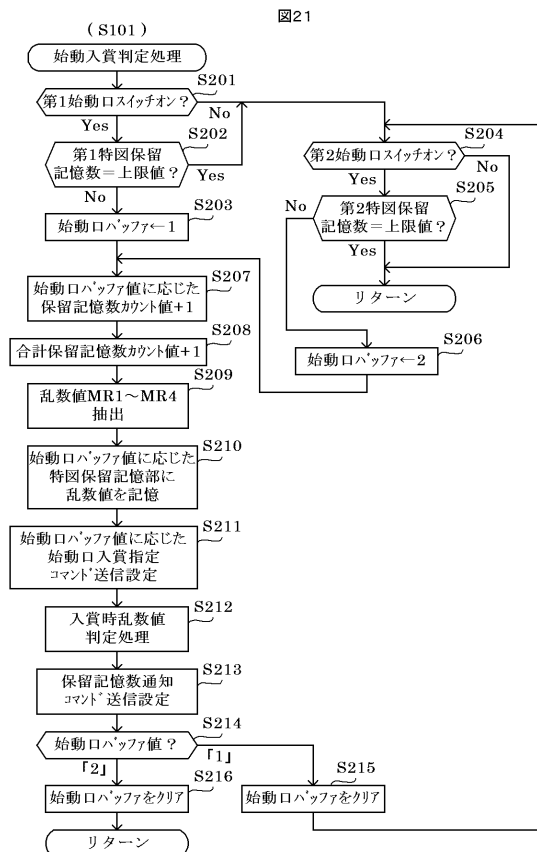 図21
(S101)
始動入賞判定処理
S201
第1始動口スイッチオン？
No
Yes
S202
第1特図保留
記憶数＝上限値？
Yes
No
S203
始動口バッファ←1
S204
第2始動口スイッチオン？
No
Yes
S205
第2特図保留
記憶数＝上限値？
No
Yes
リターン
S206
始動口バッファ←2
S207
始動口バッファ値に応じた
保留記憶数カウント値+1
S208
合計保留記憶数カウント値+1
S209
乱数値MR1～MR4
抽出
S210
始動口バッファ値に応じた
特図保留記憶部に
乱数値を記憶
S211
始動口バッファ値に応じた
始動口入賞指定
コマンド送信設定
S212
入賞時乱数値
判定処理
S213
保留記憶数通知
コマンド送信設定
S214
始動口バッファ値？
「2」
「1」
S216
始動口バッファをクリア
S215
始動口バッファをクリア
リターン